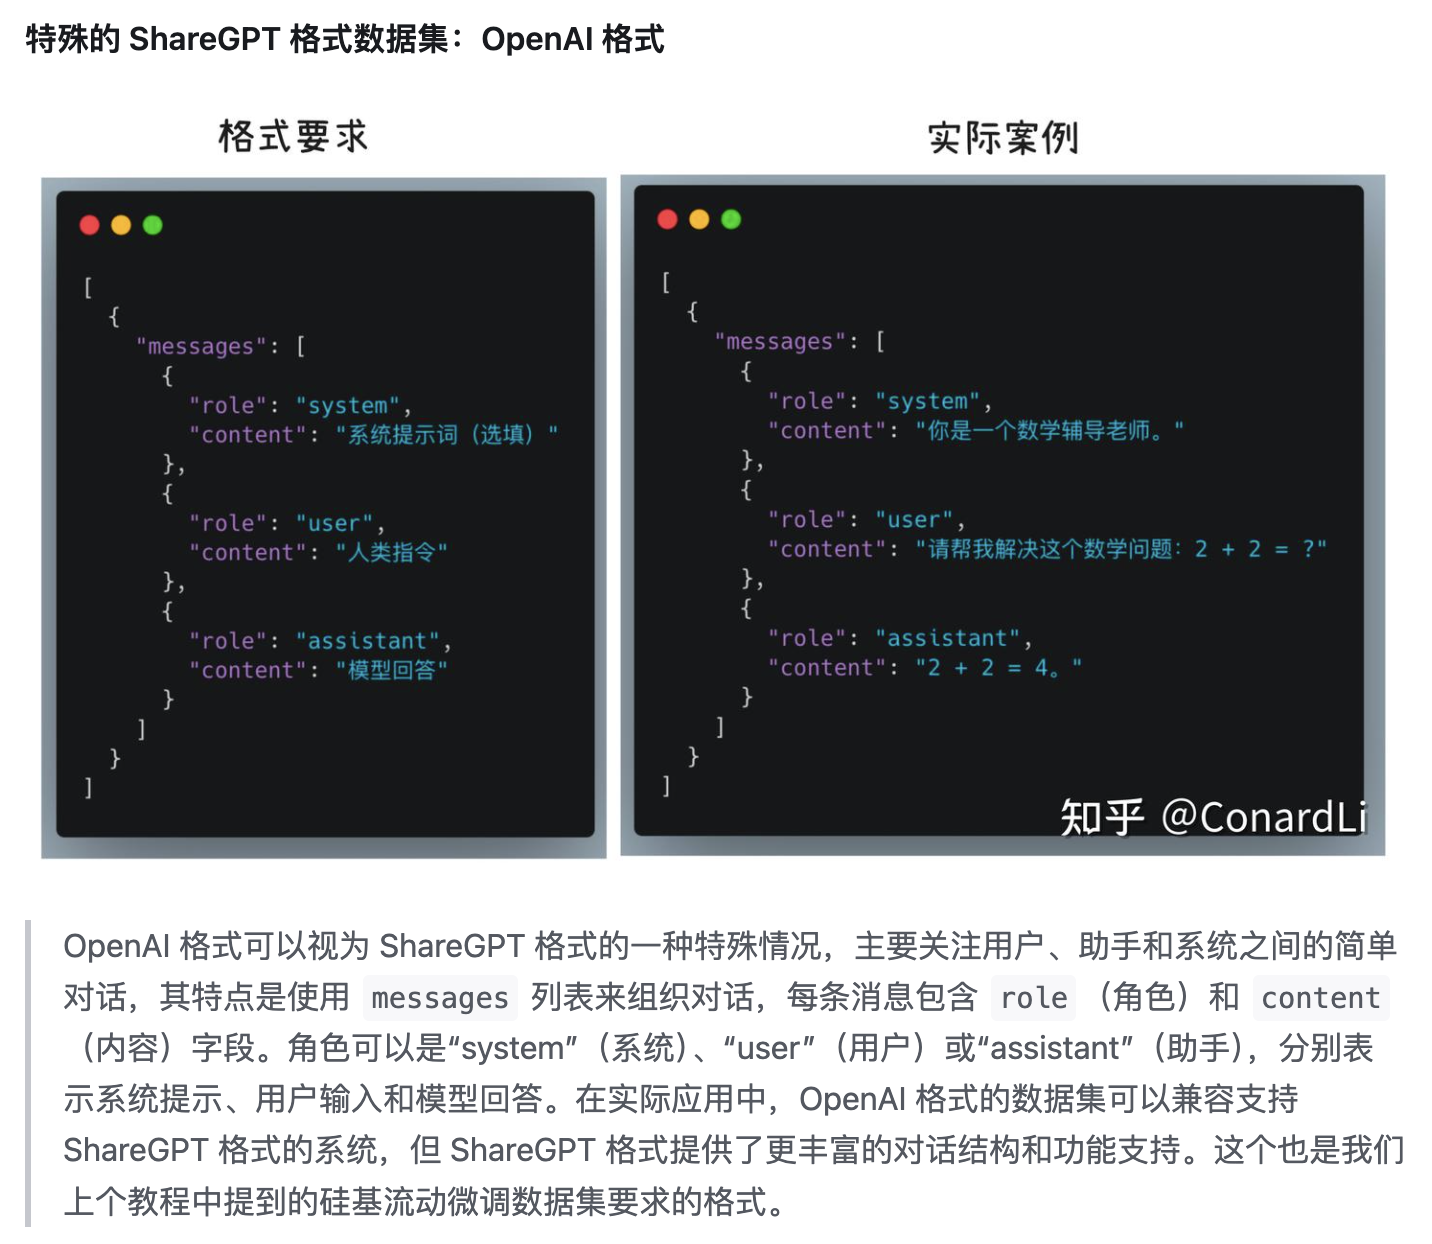 特殊的 ShareGPT 格式数据集：OpenAI 格式
格式要求
[
  {
    "messages": [
      {
        "role": "system",
        "content": "系统提示词（选填）"
      },
      {
        "role": "user",
        "content": "人类指令"
      },
      {
        "role": "assistant",
        "content": "模型回答"
      }
    ]
  }
]
实际案例
[
  {
    "messages": [
      {
        "role": "system",
        "content": "你是一个数学辅导老师。"
      },
      {
        "role": "user",
        "content": "请帮我解决这个数学问题：2 + 2 = ?"
      },
      {
        "role": "assistant",
        "content": "2 + 2 = 4。"
      }
    ]
  }
]
知乎 @ConardLi
OpenAI 格式可以视为 ShareGPT 格式的一种特殊情况，主要关注用户、助手和系统之间的简单
对话，其特点是使用 messages 列表来组织对话，每条消息包含 role （角色）和 content
（内容）字段。角色可以是“system”（系统）、“user”（用户）或“assistant”（助手），分别表
示系统提示、用户输入和模型回答。在实际应用中，OpenAI 格式的数据集可以兼容支持
ShareGPT 格式的系统，但 ShareGPT 格式提供了更丰富的对话结构和功能支持。这个也是我们
上个教程中提到的硅基流动微调数据集要求的格式。